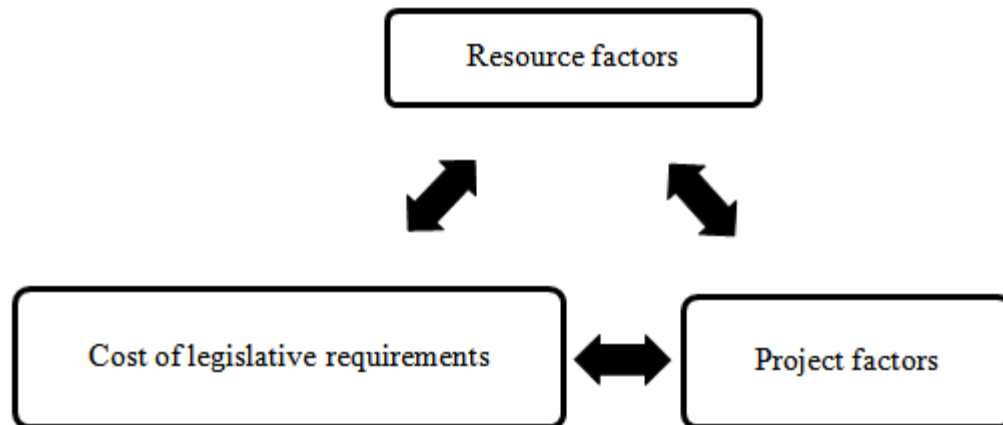 Resource factors
Cost of legislative requirements
Project factors